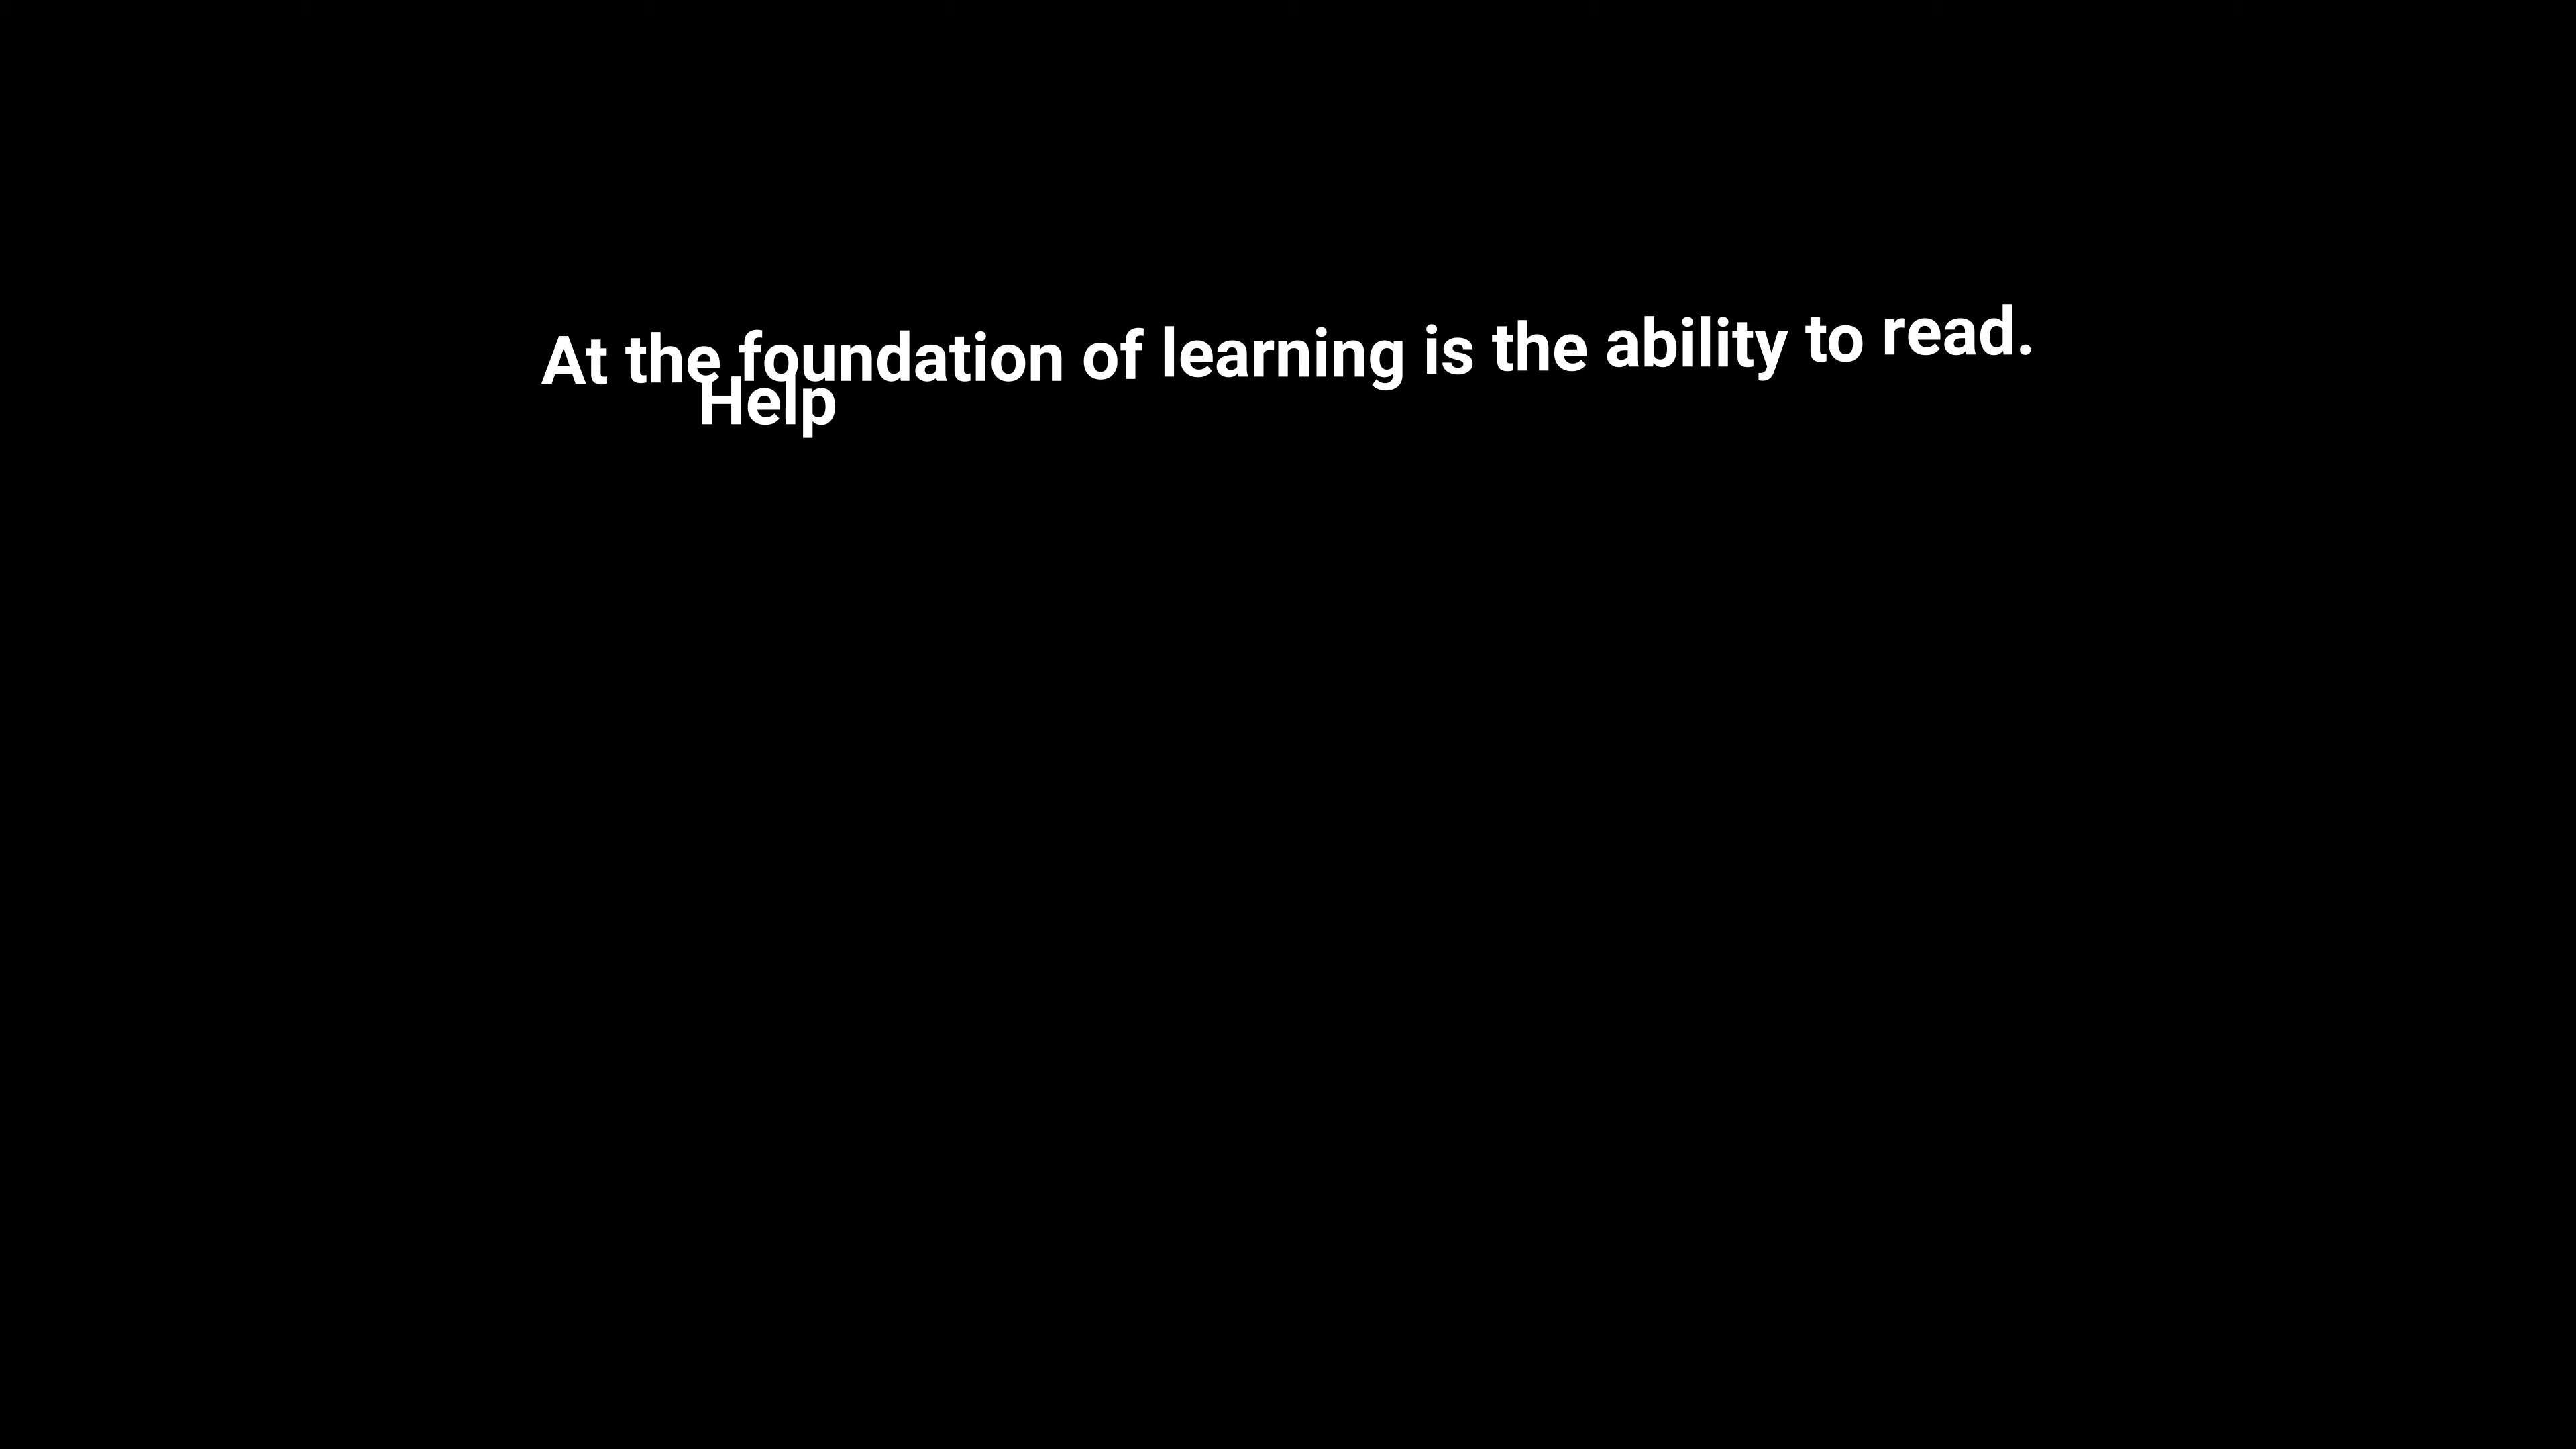 At the foundation of learning is the ability to read.
Help